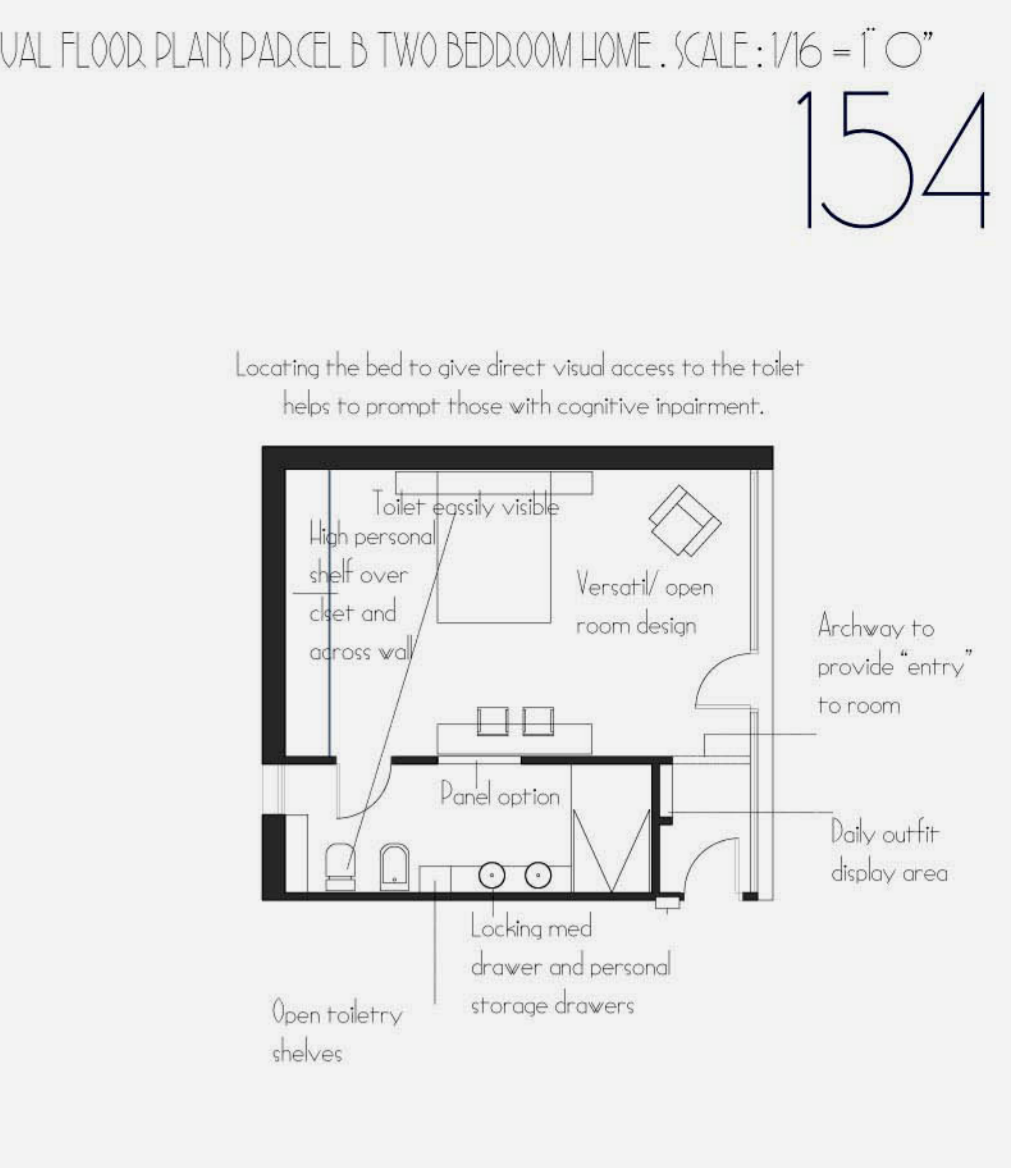 UAL FLOOR PLANS PARCEL B TWO BEDROOM HOME . SCALE : 1/16 = 1" 0"
154
Locating the bed to give direct visual access to the toilet
helps to prompt those with cognitive inpairment.
Toilet eassily visible
High personal
shelf over
clset and
across wall
Versatil/ open
room design
Archway to
provide “entry”
to room
Panel option
Daily outfit
display area
Locking med
drawer and personal
storage drawers
Open toiletry
shelves